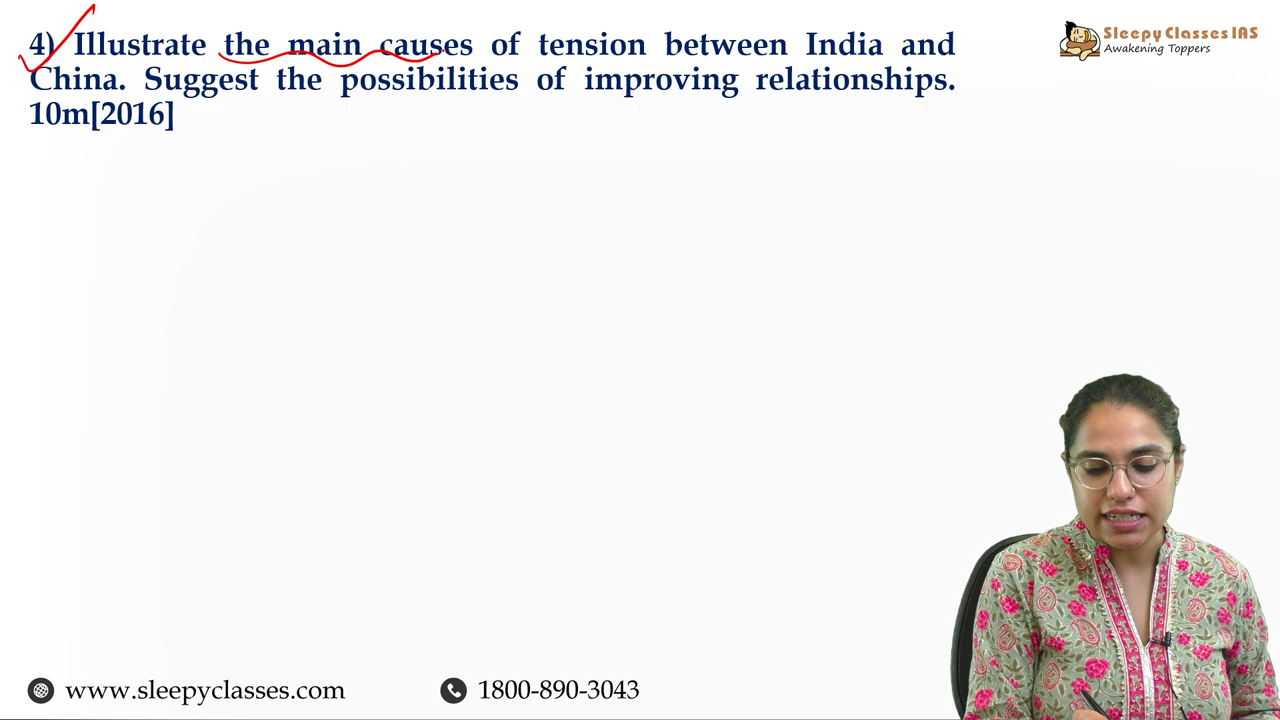 4) Illustrate the main causes of tension between India and
China. Suggest the possibilities of improving relationships.
10m[2016]
Sleepy Classes IAS
Awakening Toppers
www.sleepyclasses.com
1800-890-3043